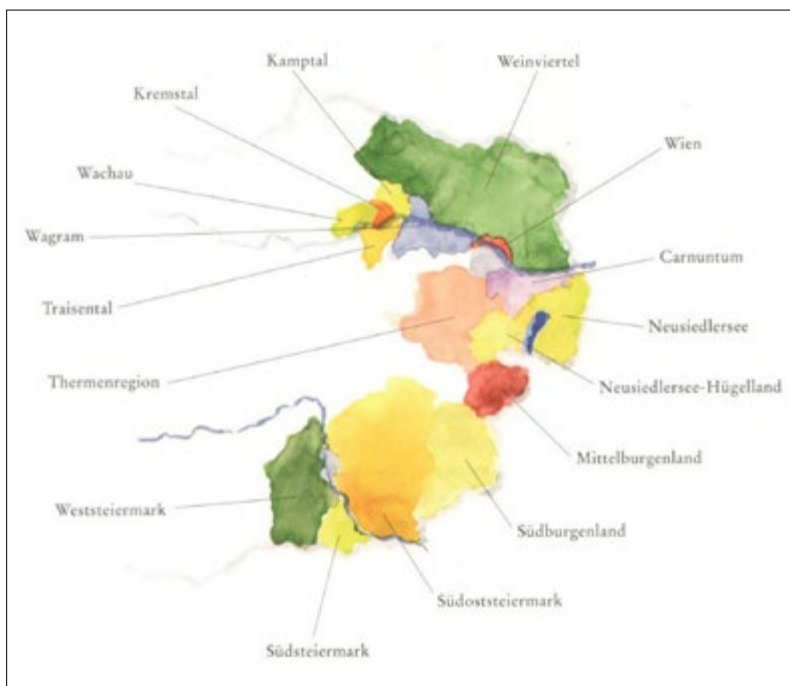 Kamptal
Weinviertel
Kremstal
Wien
Wachau
Wagram
Carnuntum
Traisental
Neusiedlersee
Thermenregion
Neusiedlersee-Hügelland
Mittelburgenland
Weststeiermark
Südburgenland
Südoststeiermark
Südsteiermark